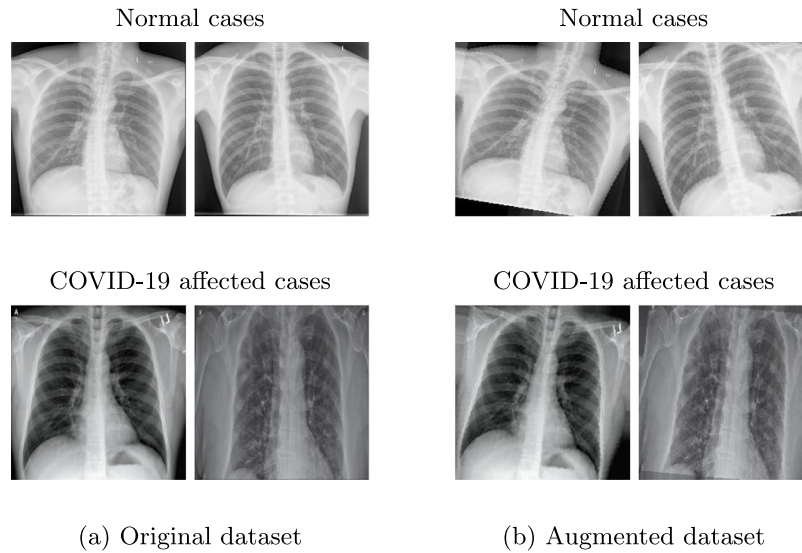 Normal cases
Normal cases
COVID-19 affected cases
COVID-19 affected cases
(a) Original dataset
(b) Augmented dataset